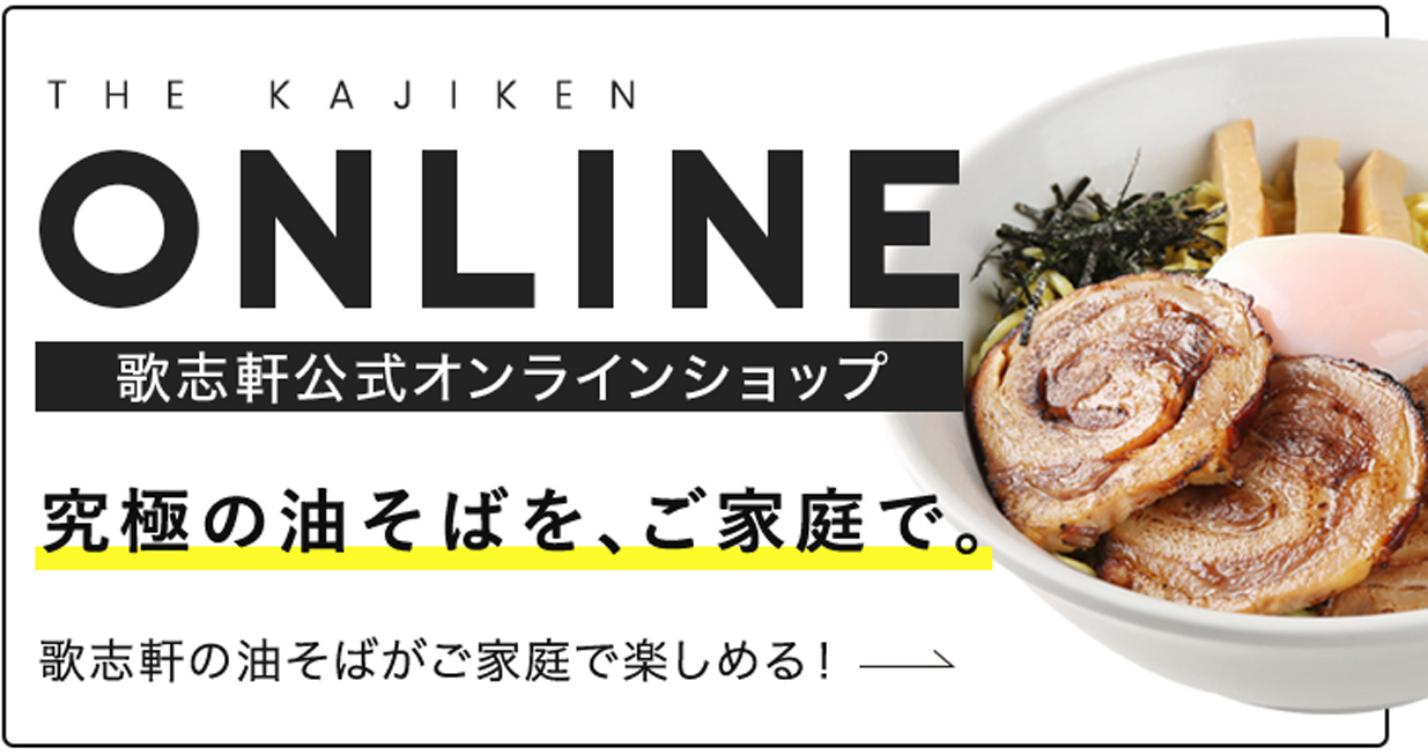 THE KAJIKEN
ONLINE
歌志軒公式オンラインショップ
究極の油そばを、ご家庭で。
歌志軒の油そばがご家庭で楽しめる！